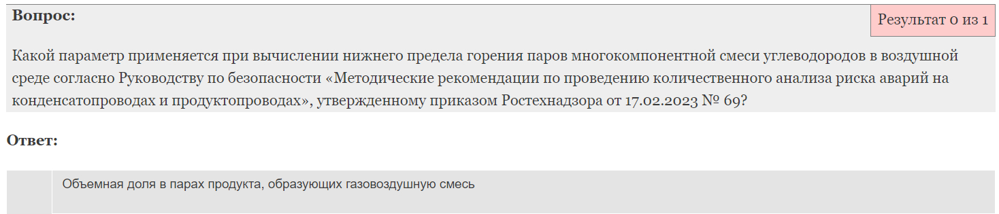 Вопрос:
Результат 0 из 1
Какой параметр применяется при вычислении нижнего предела горения паров многокомпонентной смеси углеводородов в воздушной
среде согласно Руководству по безопасности «Методические рекомендации по проведению количественного анализа риска аварий на
конденсатопроводах и продуктопроводах», утвержденному приказом Ростехнадзора от 17.02.2023 № 69?
Ответ:
Объемная доля в парах продукта, образующих газовоздушную смесь